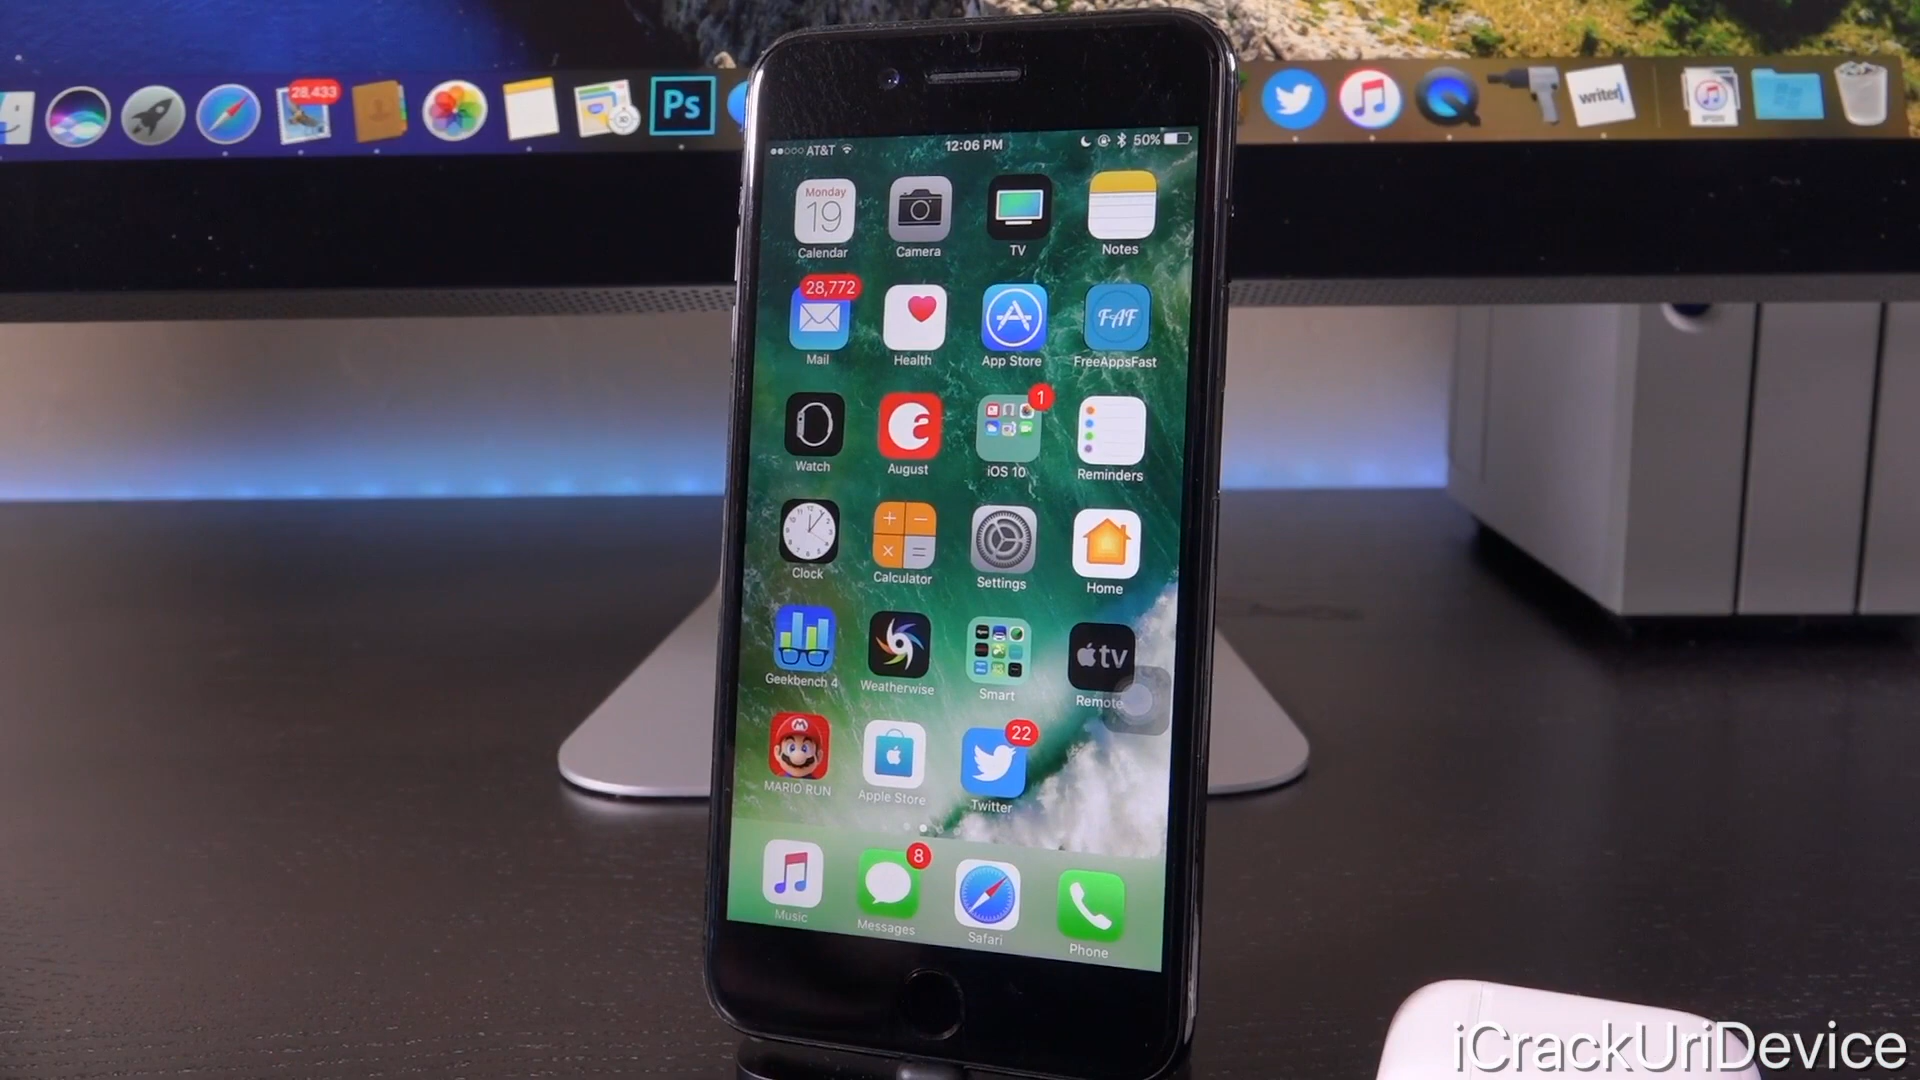 28,433
Ps
writer
AT&T
12:06 PM
50%
Monday
19
Calendar
Camera
TV
Notes
28,772
Mail
Health
App Store
FAF
FreeAppsFast
Watch
August
1
iOS 10
Reminders
Clock
Calculator
Settings
Home
Geekbench 4
Weatherwise
Smart
tv
Remote
M
MARIO RUN
Apple Store
22
Twitter
Music
8
Messages
Safari
Phone
iCrackUriDevice